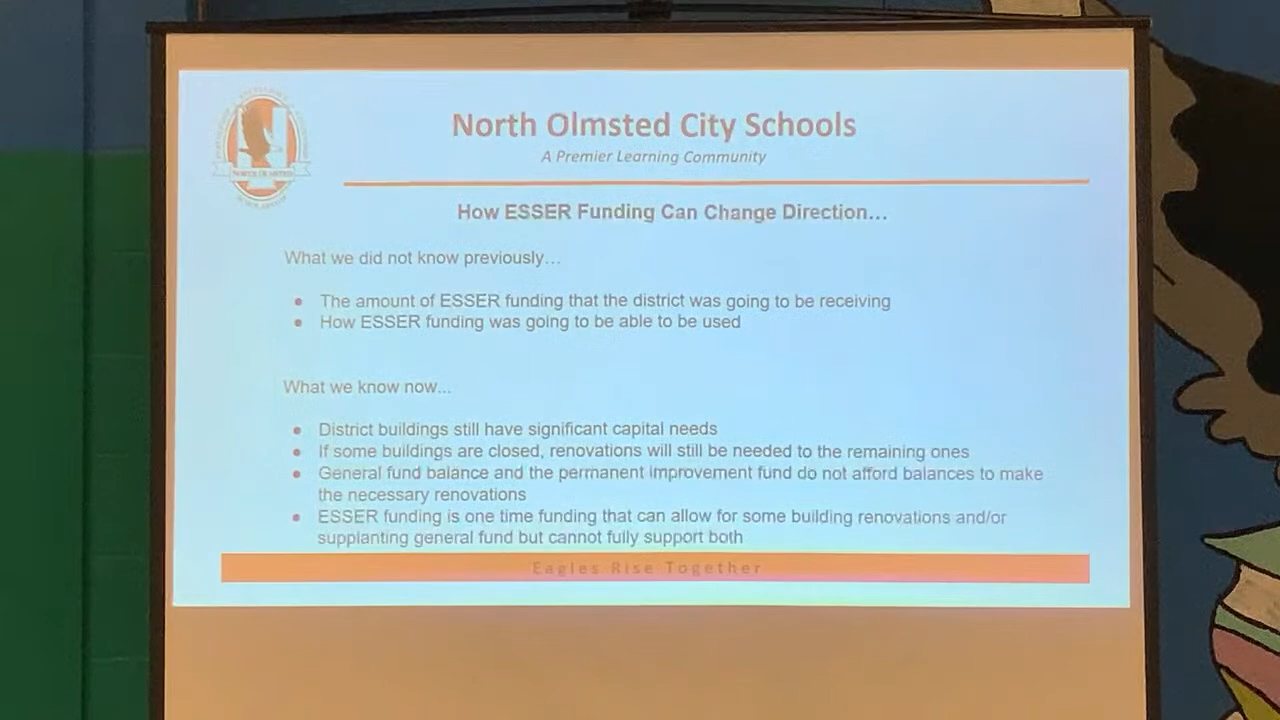 North Olmsted City Schools
A Premier Learning Community
NORTH OLMSTED
How ESSER Funding Can Change Direction...
What we did not know previously...
● The amount of ESSER funding that the district was going to be receiving
● How ESSER funding was going to be able to be used
What we know now...
● District buildings still have significant capital needs
● If some buildings are closed, renovations will still be needed to the remaining ones
● General fund balance and the permanent improvement fund do not afford balances to make
the necessary renovations
● ESSER funding is one time funding that can allow for some building renovations and/or
supplanting general fund but cannot fully support both
Eagles Rise Together